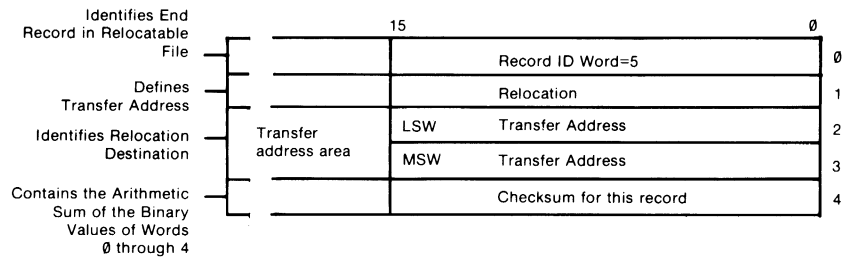 Identifies End
Record in Relocatable
File
Defines
Transfer Address
Identifies Relocation
Destination
Contains the Arithmetic
Sum of the Binary
Values of Words
Ø through 4
15 Ø
Record ID Word=5 Ø
Relocation 1
Transfer
address area
LSW Transfer Address 2
MSW Transfer Address 3
Checksum for this record 4